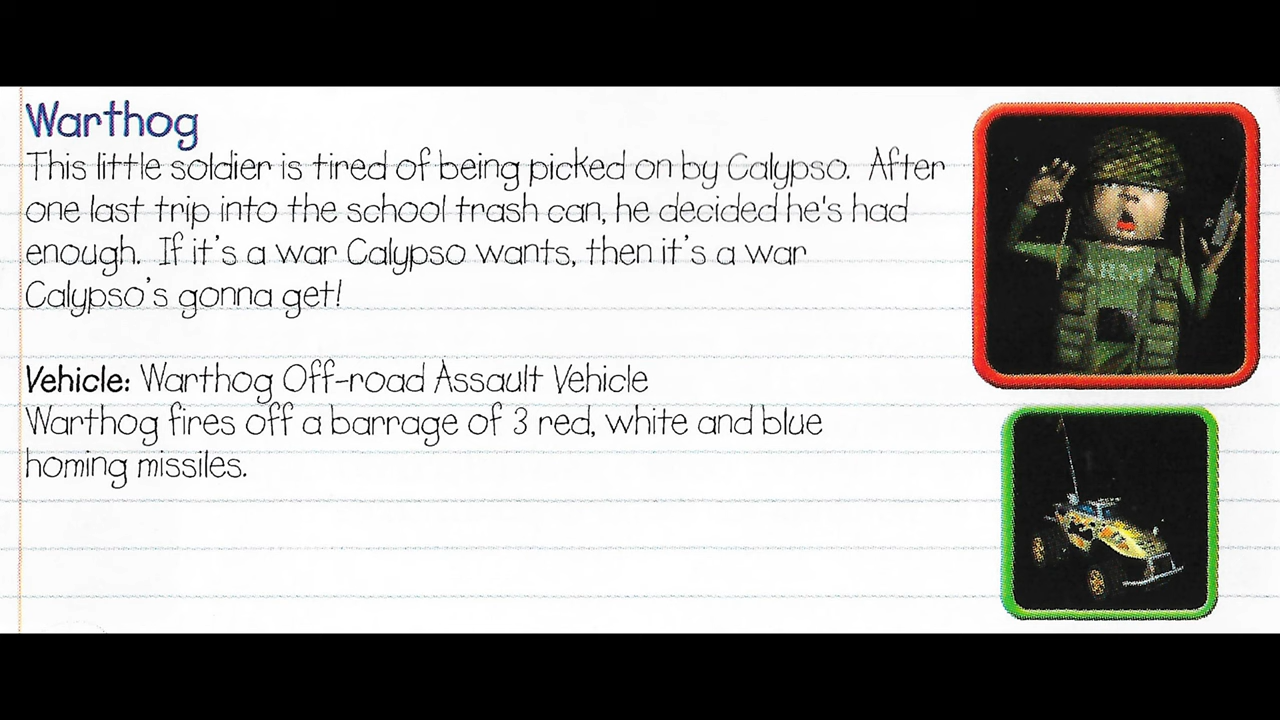 Warthog
This little soldier is tired of being picked on by Calypso. After
one last trip into the school trash can, he decided he's had
enough. If it's a war Calypso wants, then it's a war
Calypso's gonna get!
ARMY
Vehicle: Warthog Off-road Assault Vehicle
Warthog fires off a barrage of 3 red, white and blue
homing missiles.